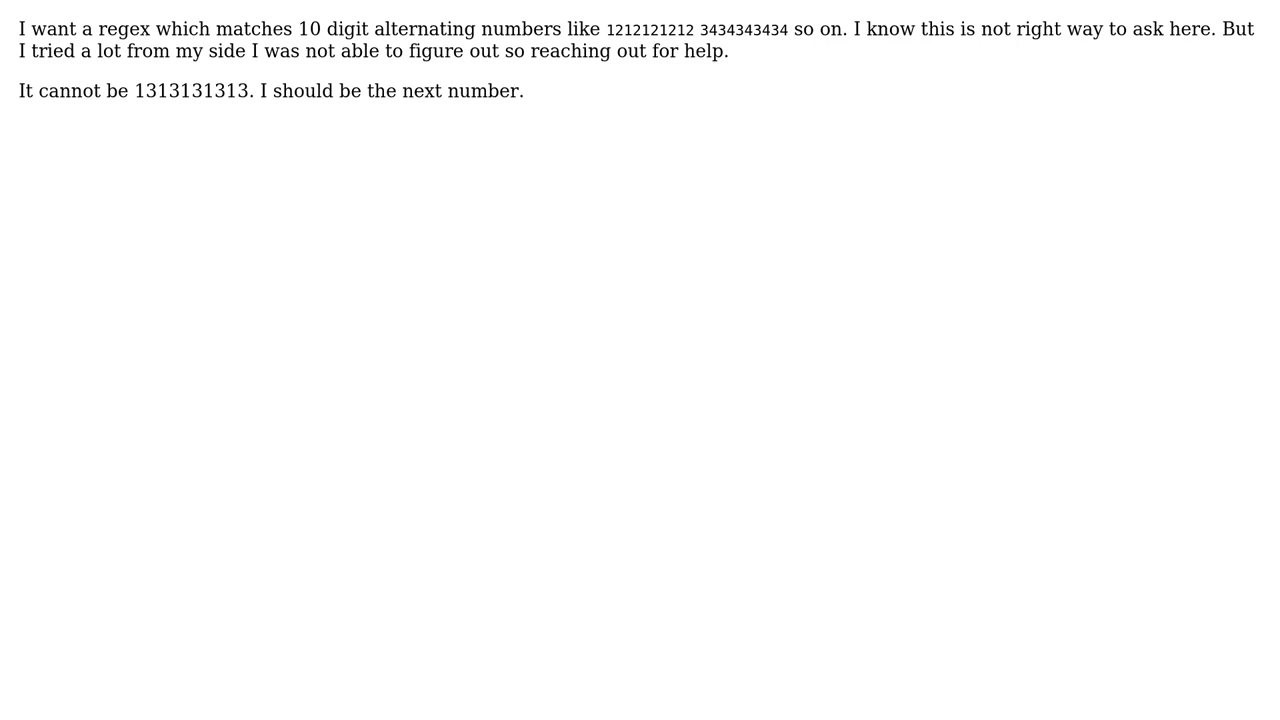 I want a regex which matches 10 digit alternating numbers like 1212121212 3434343434 so on. I know this is not right way to ask here. But
I tried a lot from my side I was not able to figure out so reaching out for help.
It cannot be 1313131313. I should be the next number.